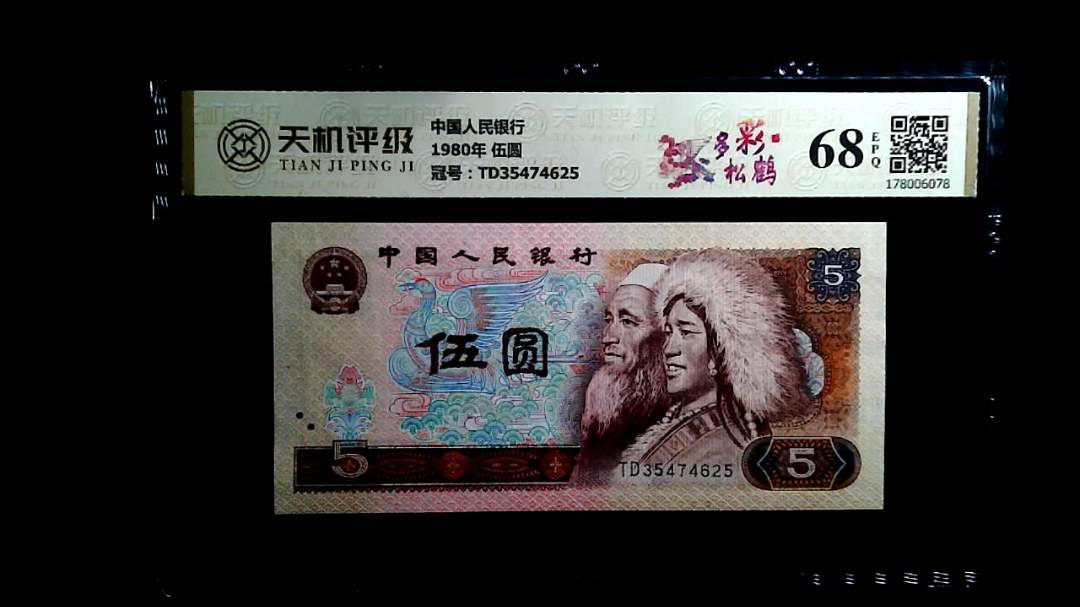 天机评级
TIAN JI PING JI
中国人民银行
1980年 伍圆
冠号：TD35474625
多彩
松鹤
68
EPQ
178006078
中国人民银行
5
伍圆
5
TD35474625
5